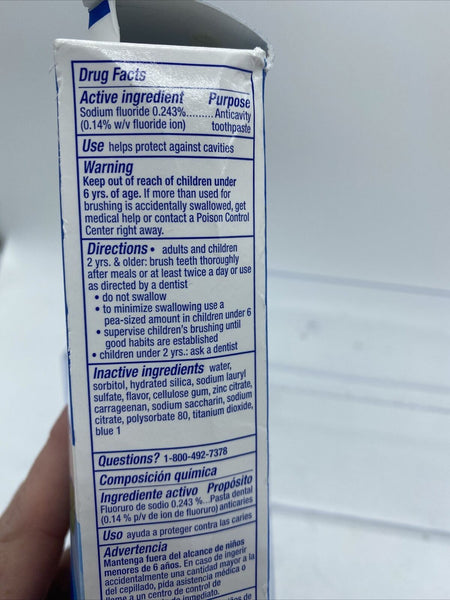 Drug Facts
Active ingredient Purpose
Sodium fluoride 0.243%.........Anticavity
(0.14% w/v fluoride ion) toothpaste
Use helps protect against cavities
Warning
Keep out of reach of children under
6 yrs. of age. If more than used for
brushing is accidentally swallowed, get
medical help or contact a Poison Control
Center right away.
Directions • adults and children
2 yrs. & older: brush teeth thoroughly
after meals or at least twice a day or use
as directed by a dentist
• do not swallow
• to minimize swallowing use a
pea-sized amount in children under 6
• supervise children's brushing until
good habits are established
• children under 2 yrs.: ask a dentist
Inactive ingredients water,
sorbitol, hydrated silica, sodium lauryl
sulfate, flavor, cellulose gum, zinc citrate,
carrageenan, sodium saccharin, sodium
citrate, polysorbate 80, titanium dioxide,
blue 1
Questions? 1-800-492-7378
Composición química
Ingrediente activo Propósito
Fluoruro de sodio 0.243 %...Pasta dental
(0.14 % p/v de ion de fluoruro) anticaries
Uso ayuda a proteger contra las caries
Advertencia
Mantenga fuera del alcance de niños
menores de 6 años. En caso de ingerir
accidentalmente una cantidad mayor a la
del cepillado, pida asistencia médica o
llame a un centro de control de
inmediato.